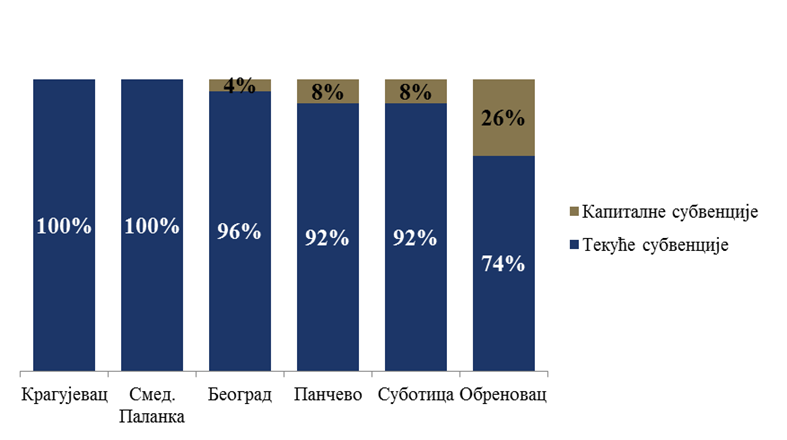 4%
8%
8%
26%
100%
100%
96%
92%
92%
74%
Капиталне субвенције
Текуће субвенције
Крагујевац
Смед.
Паланка
Београд
Панчево
Суботица
Обреновац